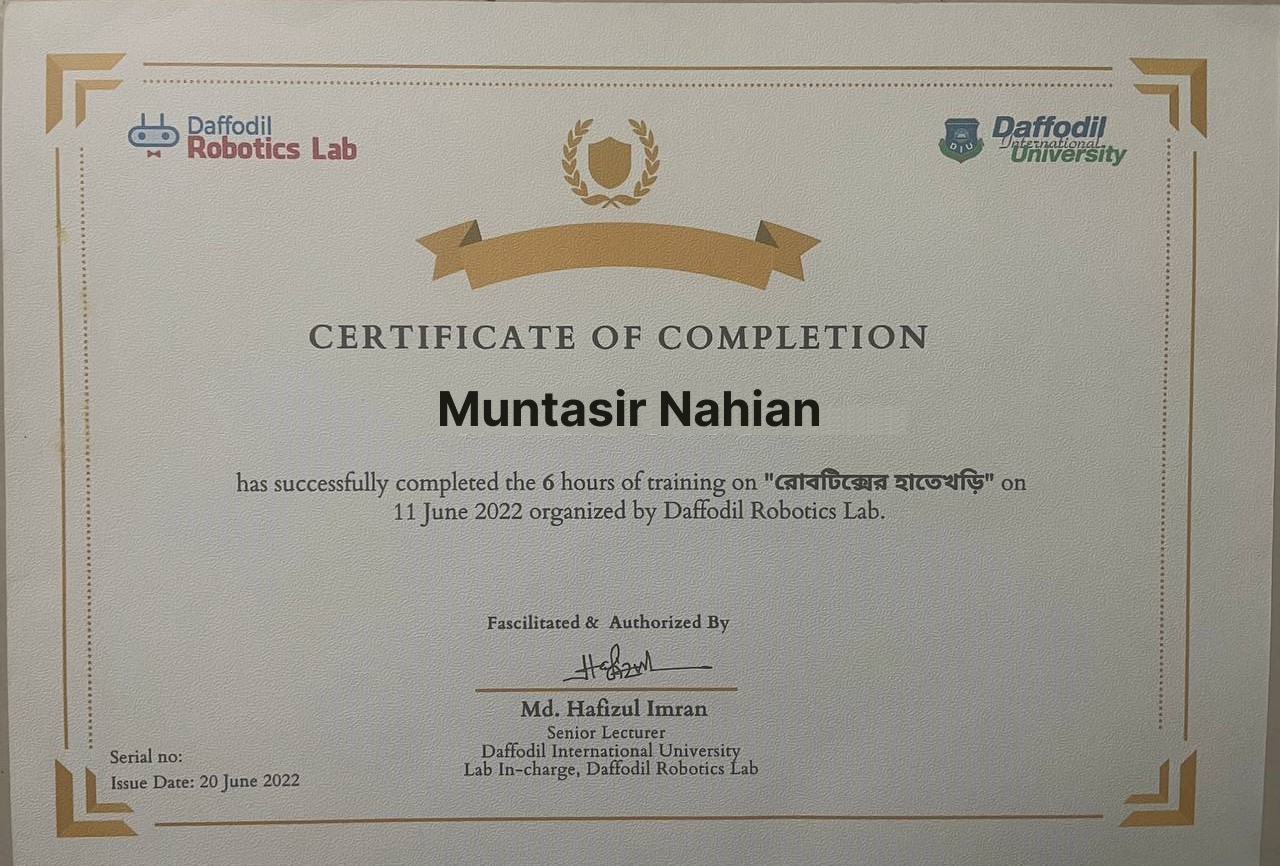 Daffodil
Robotics Lab
DIU
Daffodil
International
University
CERTIFICATE OF COMPLETION
Muntasir Nahian
has successfully completed the 6 hours of training on "রোবটিক্সের হাতেখড়ি" on
11 June 2022 organized by Daffodil Robotics Lab.
Fascilitated & Authorized By
Hafizul
Md. Hafizul Imran
Senior Lecturer
Daffodil International University
Lab In-charge, Daffodil Robotics Lab
Serial no:
Issue Date: 20 June 2022